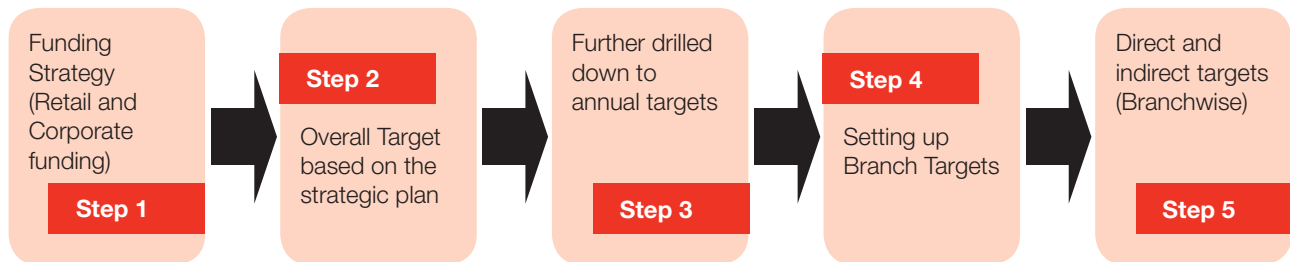 Funding
Strategy
(Retail and
Corporate
funding)
Step 1
Step 2
Overall Target
based on the
strategic plan
Further drilled
down to
annual targets
Step 3
Step 4
Setting up
Branch Targets
Direct and
indirect targets
(Branchwise)
Step 5